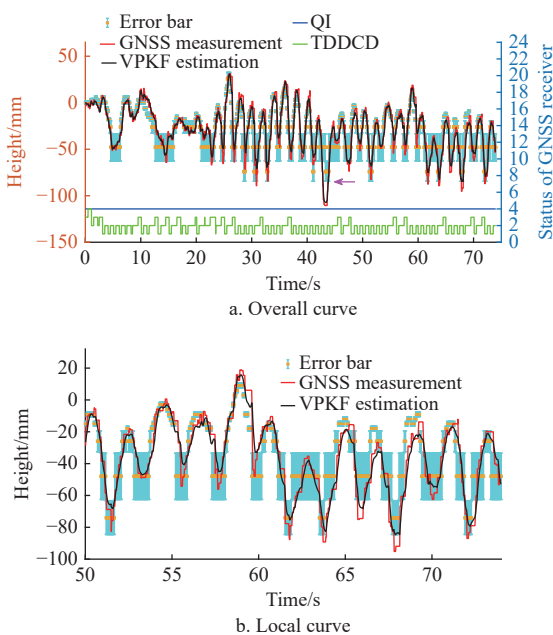 Error bar
QI
GNSS measurement
TDDCD
VPKF estimation
50
0
−50
−100
−150
Height/mm
24
22
20
18
16
14
12
10
8
6
4
2
0
Status of GNSS receiver
0 10 20 30 40 50 60 70
Time/s
a. Overall curve
Error bar
GNSS measurement
VPKF estimation
20
0
−20
−40
−60
−80
−100
Height/mm
50 55 60 65 70
Time/s
b. Local curve